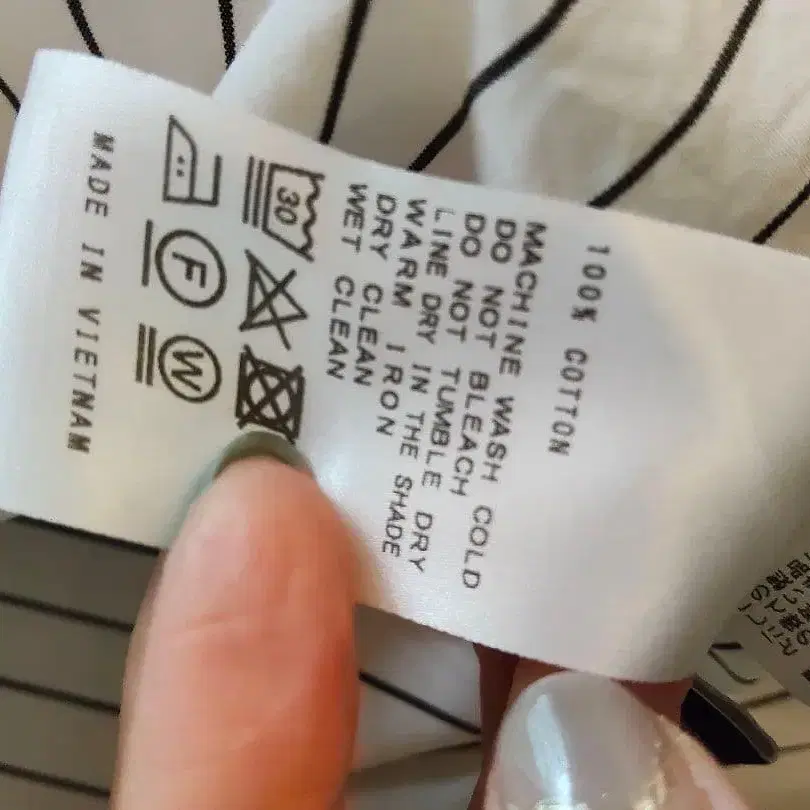 100% COTTON
MACHINE WASH COLD
DO NOT BLEACH
DO NOT TUMBLE DRY
LINE DRY IN THE SHADE
WARM IRON
DRY CLEAN
WET CLEAN
30
F
W
MADE IN VIETNAM